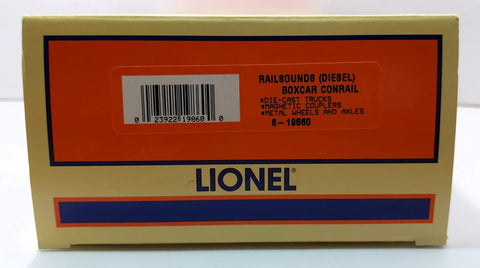 RAILSOUNDS (DIESEL)
BOXCAR CONRAIL
*DIE-CAST TRUCKS
*MAGNETIC COUPLERS
*METAL WHEELS AND AXLES
6-19860
0 23922 19860 0
LIONEL®